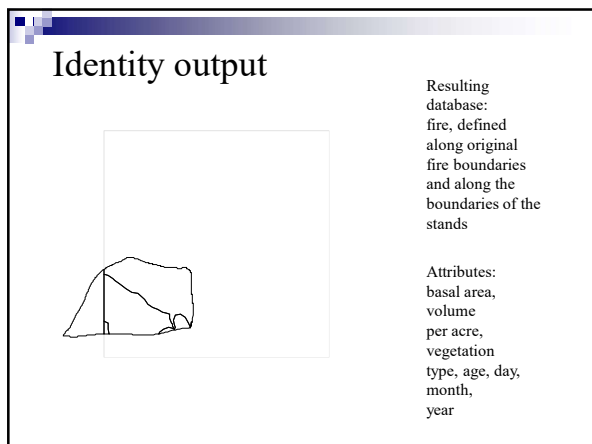 Identity output
Resulting
database:
fire, defined
along original
fire boundaries
and along the
boundaries of the
stands
Attributes:
basal area,
volume
per acre,
vegetation
type, age, day,
month,
year